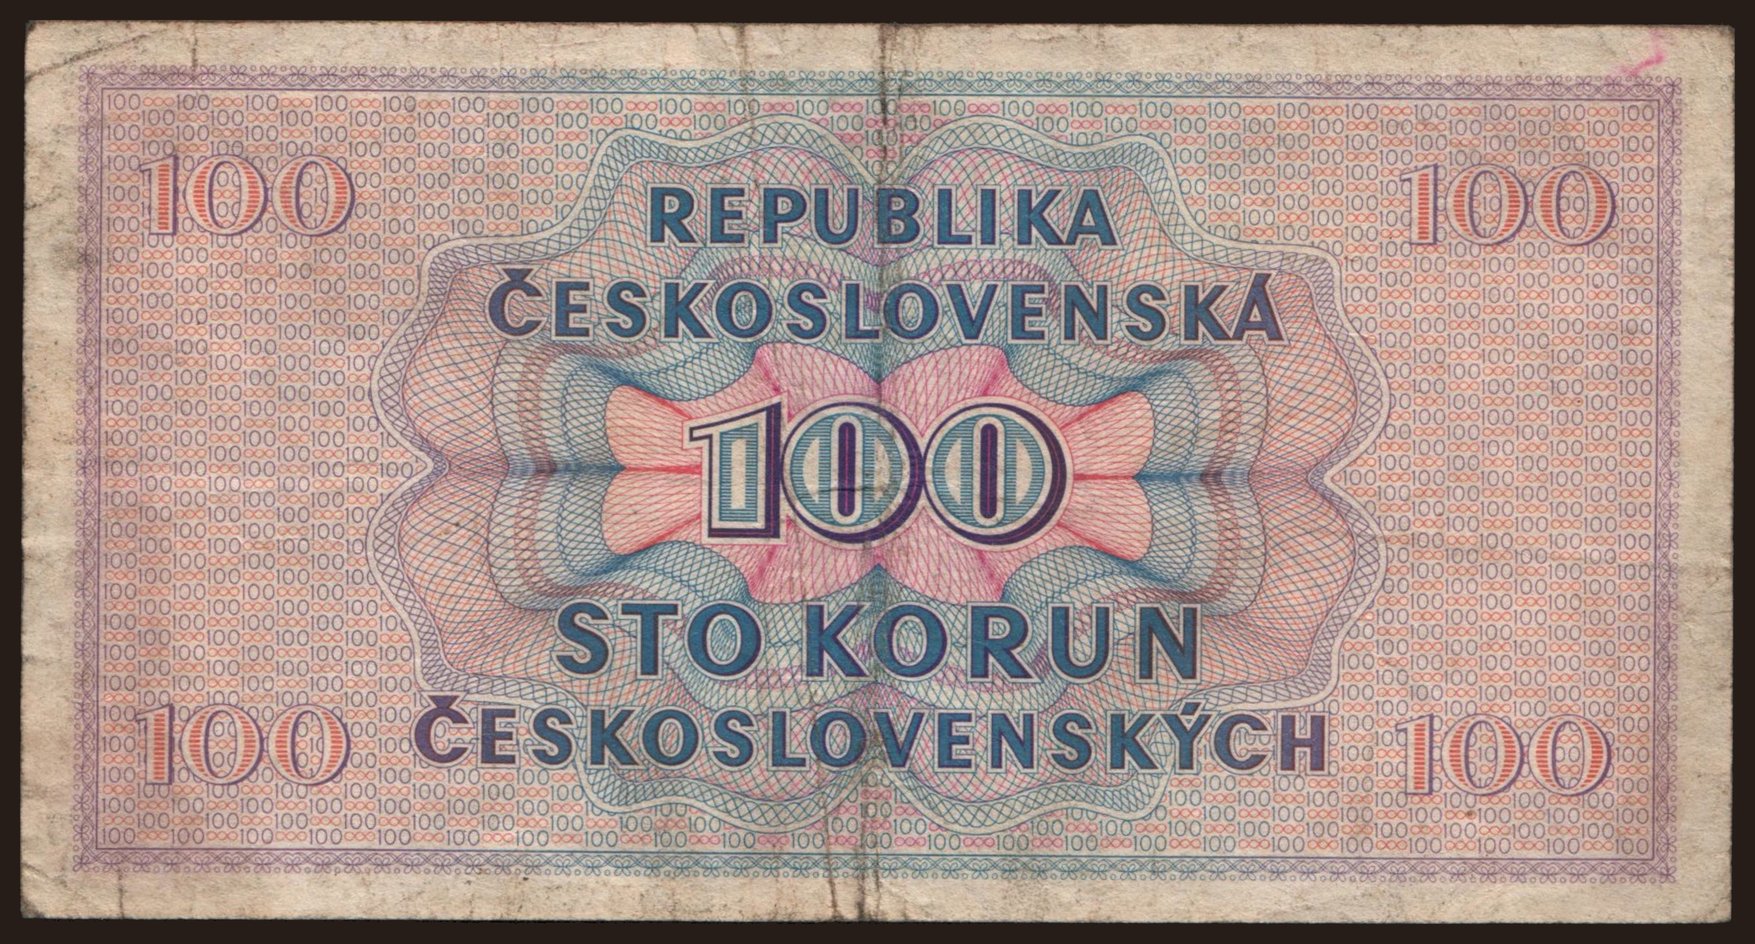 100 100
REPUBLIKA
ČESKOSLOVENSKÁ
100
STO KORUN
ČESKOSLOVENSKÝCH
100 100